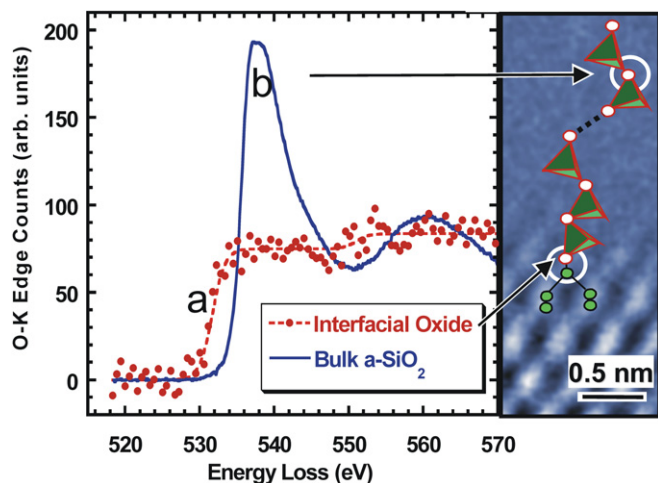 O-K Edge Counts (arb. units)
200
150
100
50
0
b
a
Interfacial Oxide
Bulk a-SiO₂
520 530 540 550 560 570
Energy Loss (eV)
0.5 nm